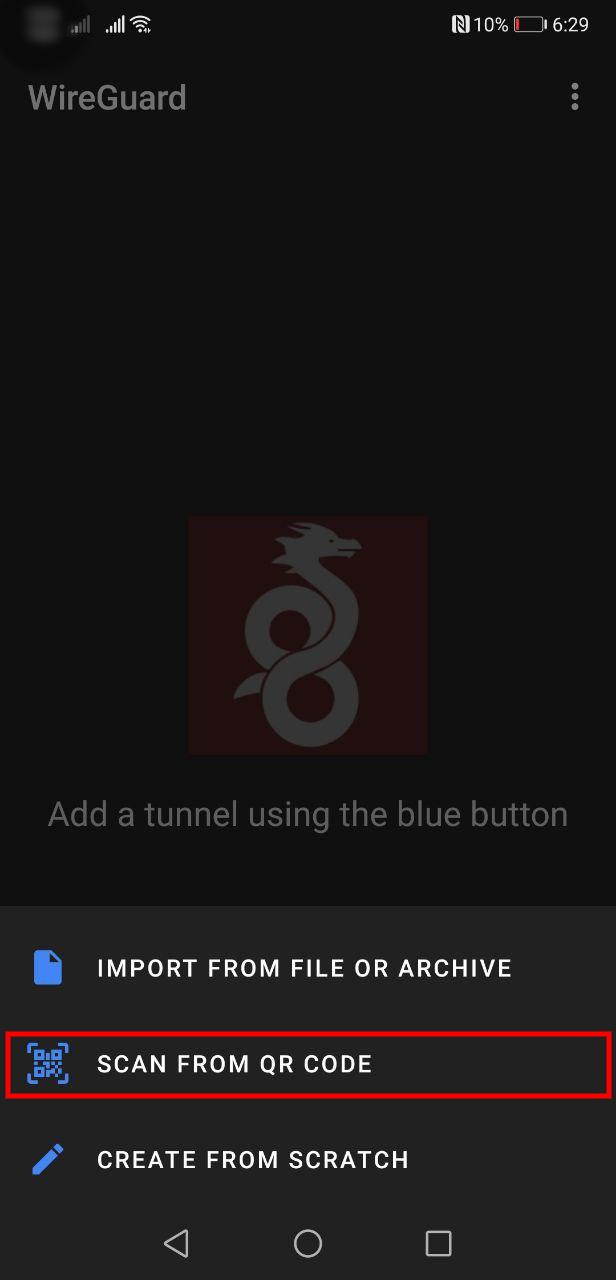 10% 6:29
WireGuard
Add a tunnel using the blue button
IMPORT FROM FILE OR ARCHIVE
SCAN FROM QR CODE
CREATE FROM SCRATCH